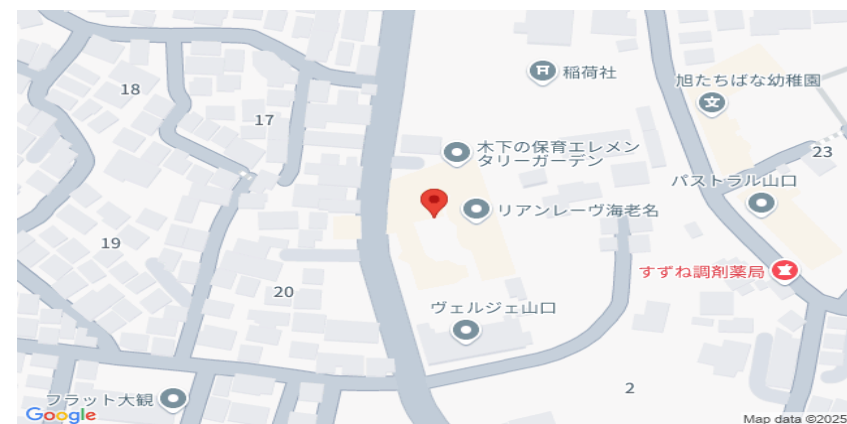 稲荷社
旭たちばな幼稚園
18
17
木下の保育エレメン
タリーガーデン
23
パストラル山口
リアンレーヴ海老名
19
すずね調剤薬局
20
ヴェルジェ山口
2
フラット大観
Google
Map data ©2025